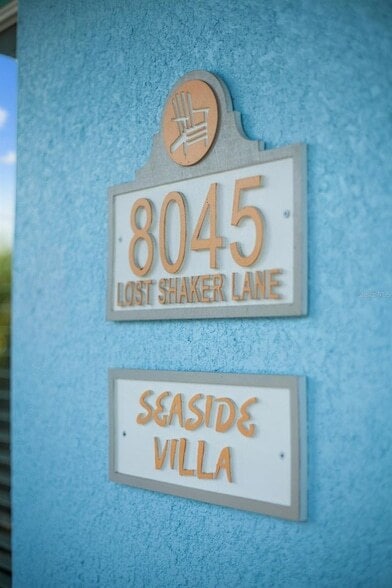 8045
LOST SHAKER LANE
SEASIDE
VILLA